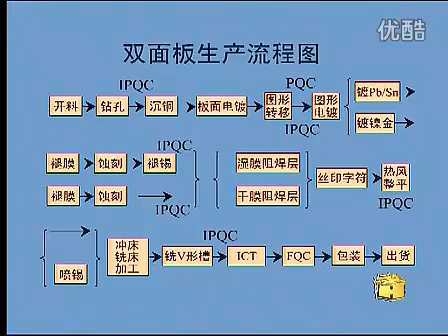 优酷
双面板生产流程图
IPQC PQC
开料 钻孔 沉铜 板面电镀 图形转移 图形电镀 镀Pb/Sn
镀镍金
IPQC
IPQC IPQC
褪膜 蚀刻 褪锡 湿膜阻焊层 丝印字符 热风整平
褪膜 蚀刻 干膜阻焊层
IPQC IPQC
IPQC
喷锡 冲床铣床加工 铣V形槽 ICT FQC 包装 出货